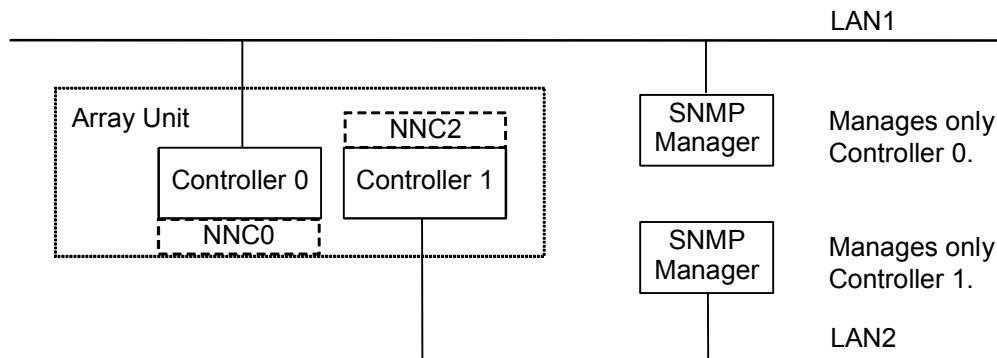 LAN1
Array Unit
NNC2
Controller 0
Controller 1
NNC0
SNMP
Manager
Manages only
Controller 0.
SNMP
Manager
Manages only
Controller 1.
LAN2